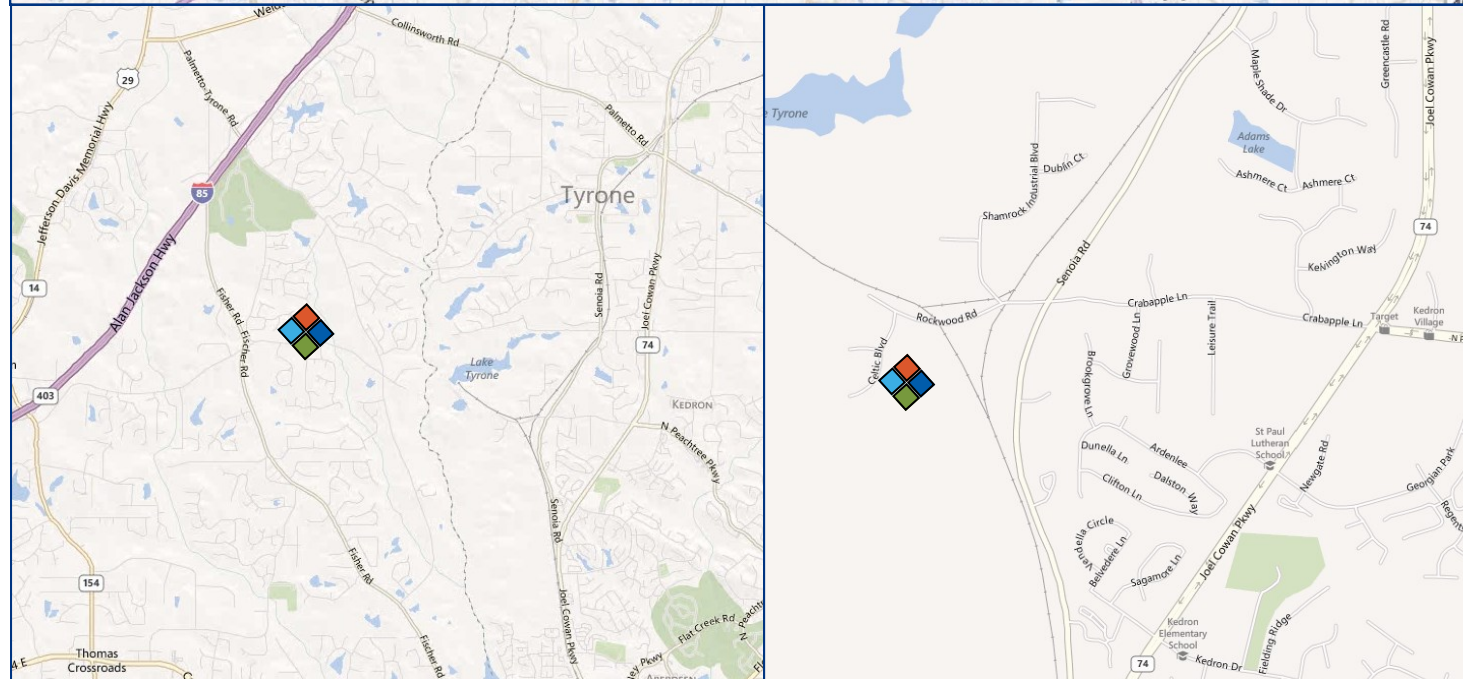 Collinsworth Rd
29
Palmetto-Tyrone Rd
Jefferson Davis Memorial Hwy
Palmetto Rd
85
Tyrone
14
Alan Jackson Hwy
Fisher Rd
Fischer Rd
Senoia Rd
Joel Cowan Pkwy
74
Lake
Tyrone
403
KEDRON
N Peachtree Pkwy
Senoia Rd
Fisher Rd
154
Joel Cowan Pkwy
Flat Creek Rd
Fischer Rd
Thomas
Crossroads
4 E
Greencastle Rd
Joel Cowan Pkwy
Maple Shade Dr
Tyrone
Adams
Lake
Dublin Ct
Shamrock Industrial Blvd
Ashmere Ct
Ashmere Ct
74
Senoia Rd
Kelvington Way
Crabapple Ln
Rockwood Rd
Crabapple Ln
Target
Kedron
Village
Leisure Trail
Grovewood Ln
Celtic Blvd
Brookgrove Ln
St Paul
Lutheran
School
Dunella Ln
Ardenlee
Newgate Rd
Georgian Park
Clifton Ln
Dalston Way
Vendella Circle
Belvedere Ln
Joel Cowan Pkwy
Sagamore Ln
Kedron
Elementary
School
Fielding Ridge
74
Kedron Dr